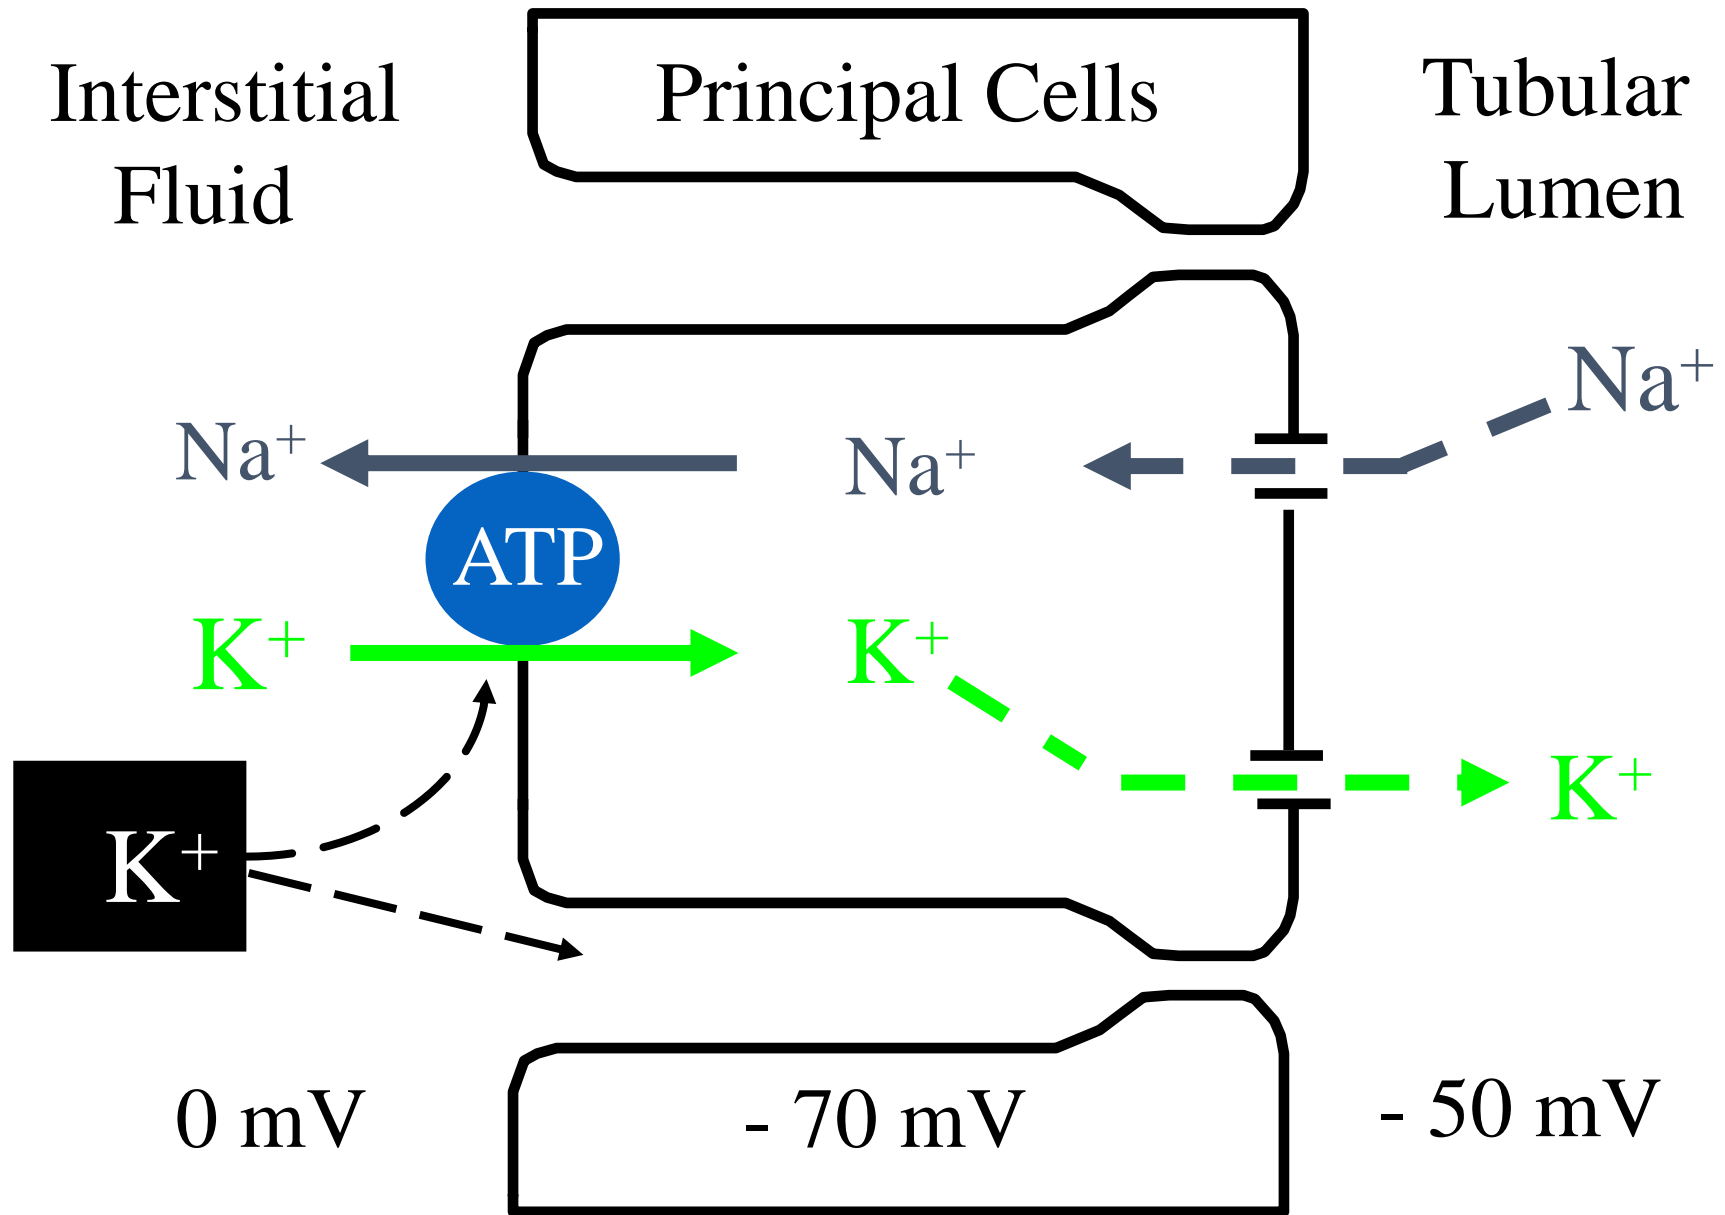 Interstitial
Fluid
Principal Cells
Tubular
Lumen
Na⁺
Na⁺
Na⁺
ATP
K⁺
K⁺
K⁺
K⁺
0 mV
- 70 mV
- 50 mV